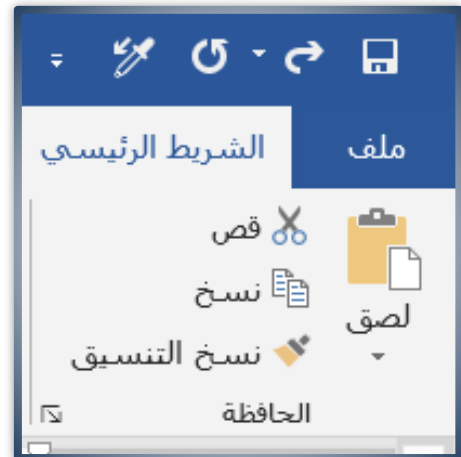 ملف الشريط الرئيسي
قص
نسخ
لصق
نسخ التنسيق
الحافظة